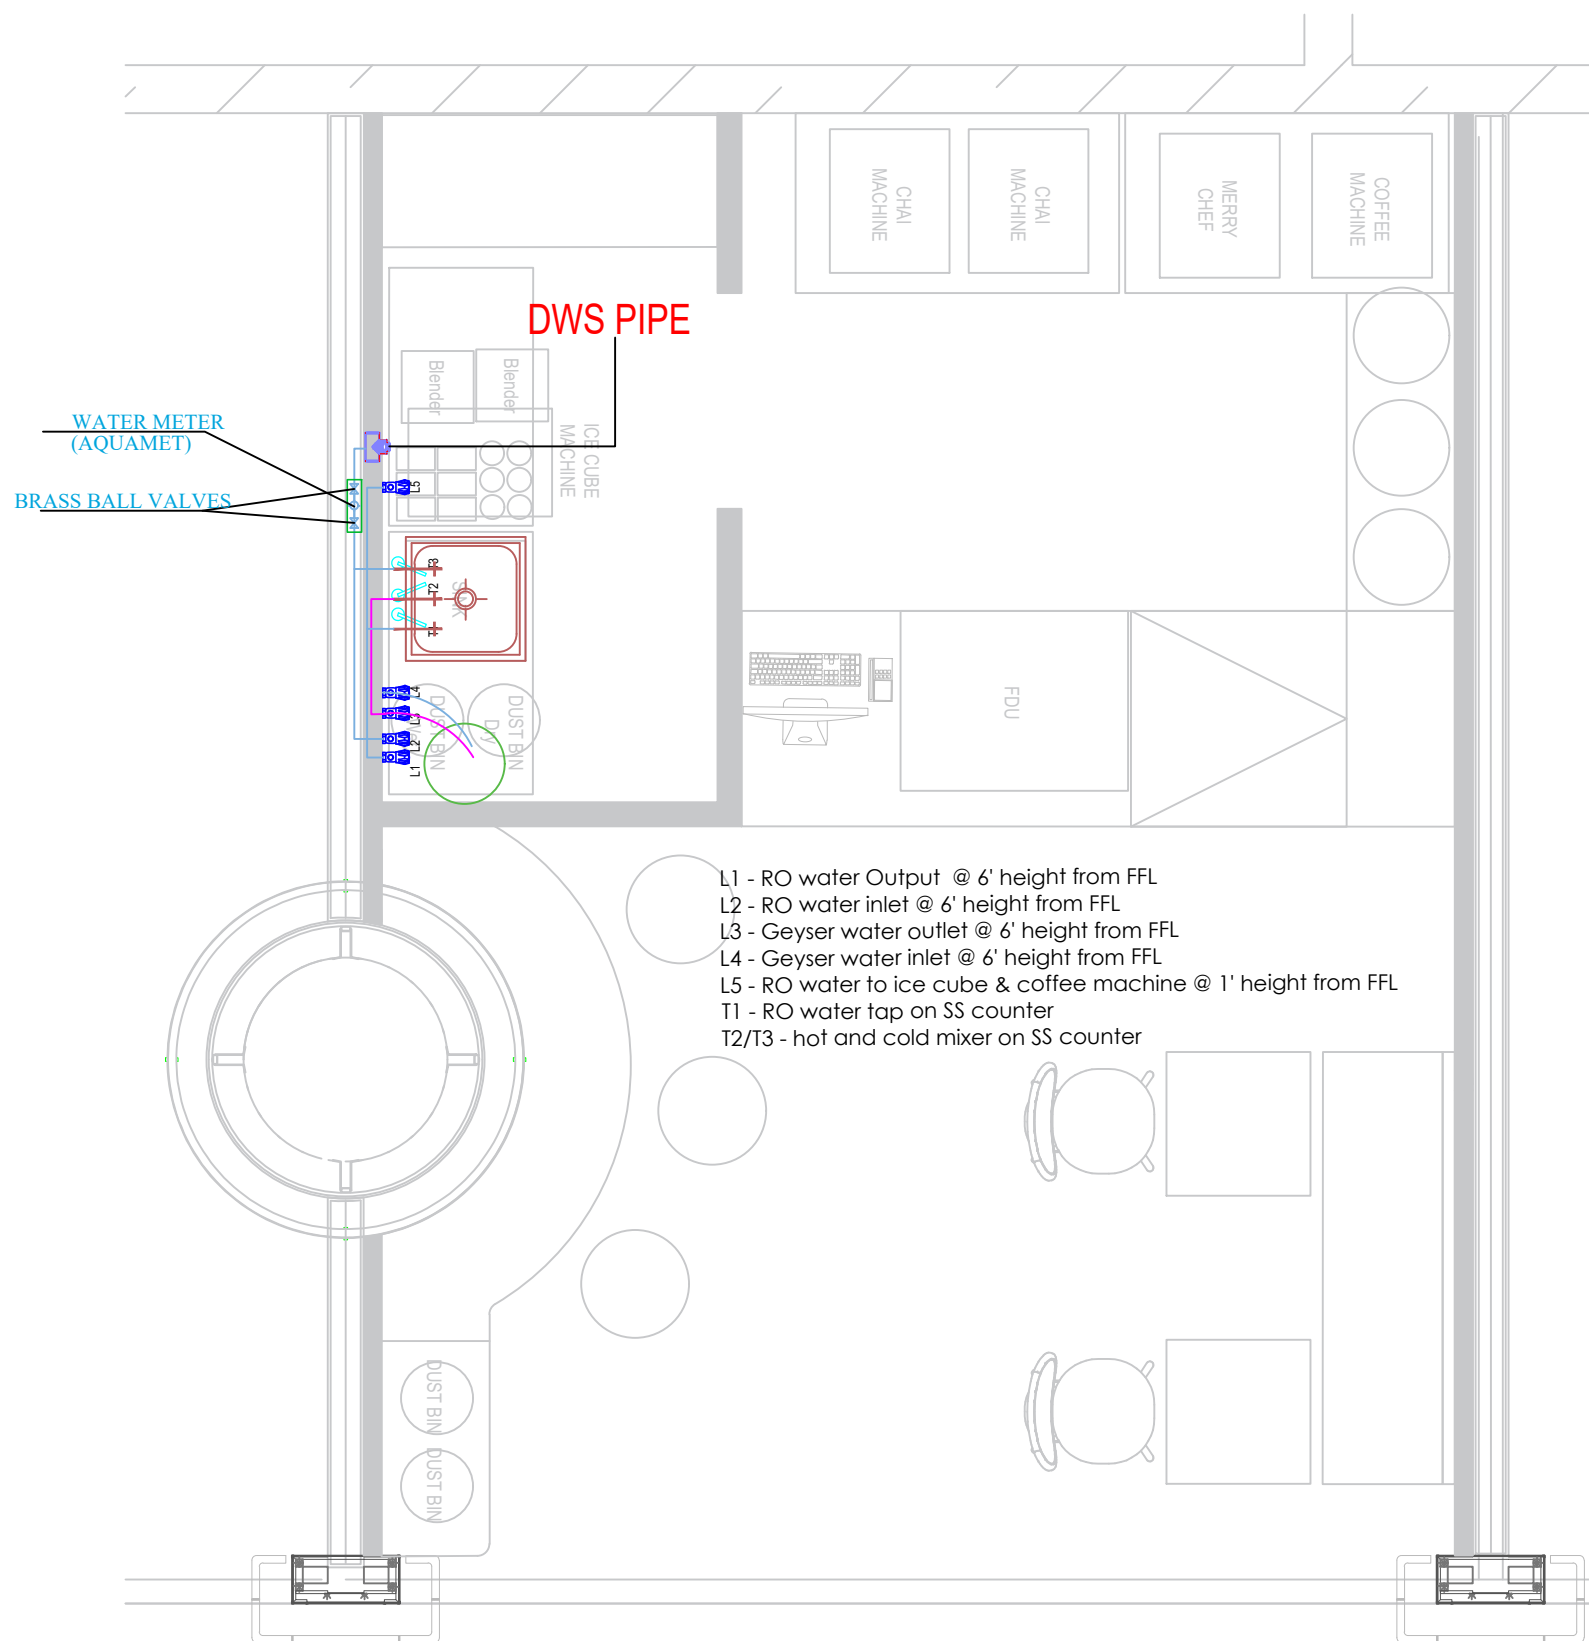 CHAI
MACHINE
CHAI
MACHINE
MERRY
CHEF
COFFEE
MACHINE
DWS PIPE
Blender
Blender
ICE CUBE
MACHINE
WATER METER
(AQUAMET)
BRASS BALL VALVES
L5
T3
T2
SINK
T1
L4
L3
L2
L1
DUST BIN
Wet
DUST BIN
Dry
FDU
L1 - RO water Output @ 6' height from FFL
L2 - RO water inlet @ 6' height from FFL
L3 - Geyser water outlet @ 6' height from FFL
L4 - Geyser water inlet @ 6' height from FFL
L5 - RO water to ice cube & coffee machine @ 1' height from FFL
T1 - RO water tap on SS counter
T2/T3 - hot and cold mixer on SS counter
DUST BIN
DUST BIN